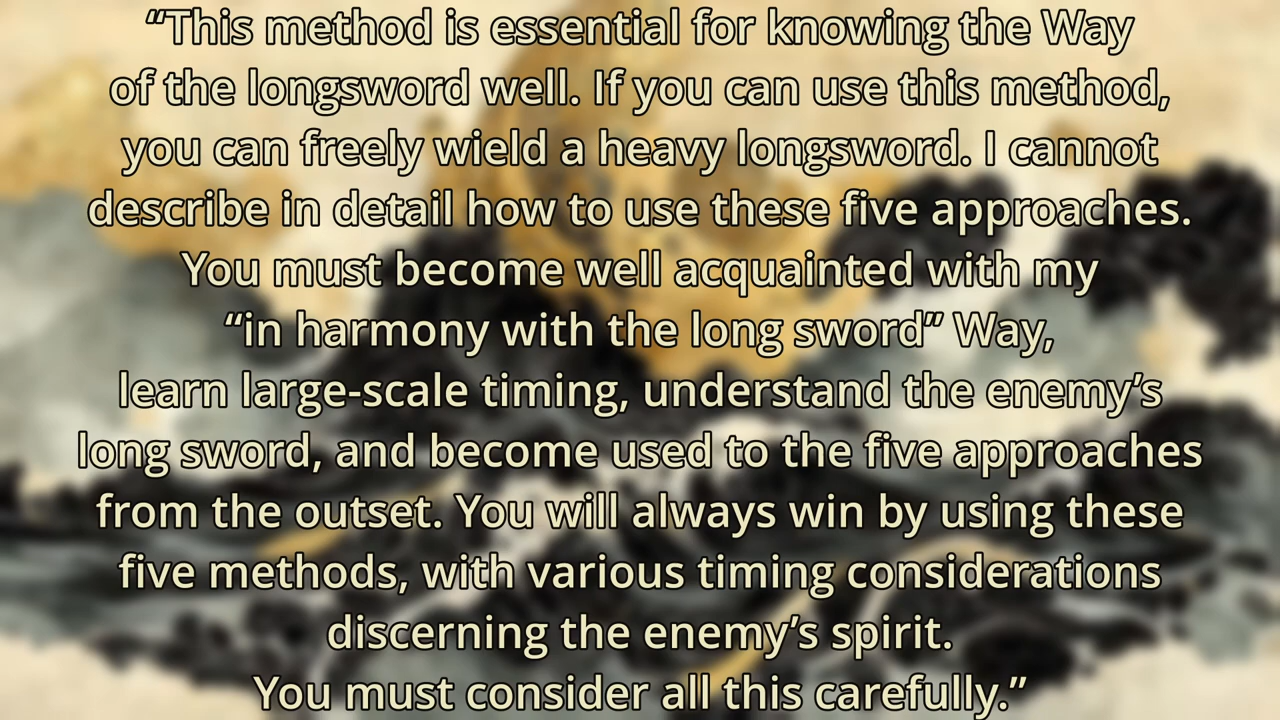 “This method is essential for knowing the Way
of the longsword well. If you can use this method,
you can freely wield a heavy longsword. I cannot
describe in detail how to use these five approaches.
You must become well acquainted with my
“in harmony with the long sword” Way,
learn large-scale timing, understand the enemy’s
long sword, and become used to the five approaches
from the outset. You will always win by using these
five methods, with various timing considerations
discerning the enemy’s spirit.
You must consider all this carefully.”